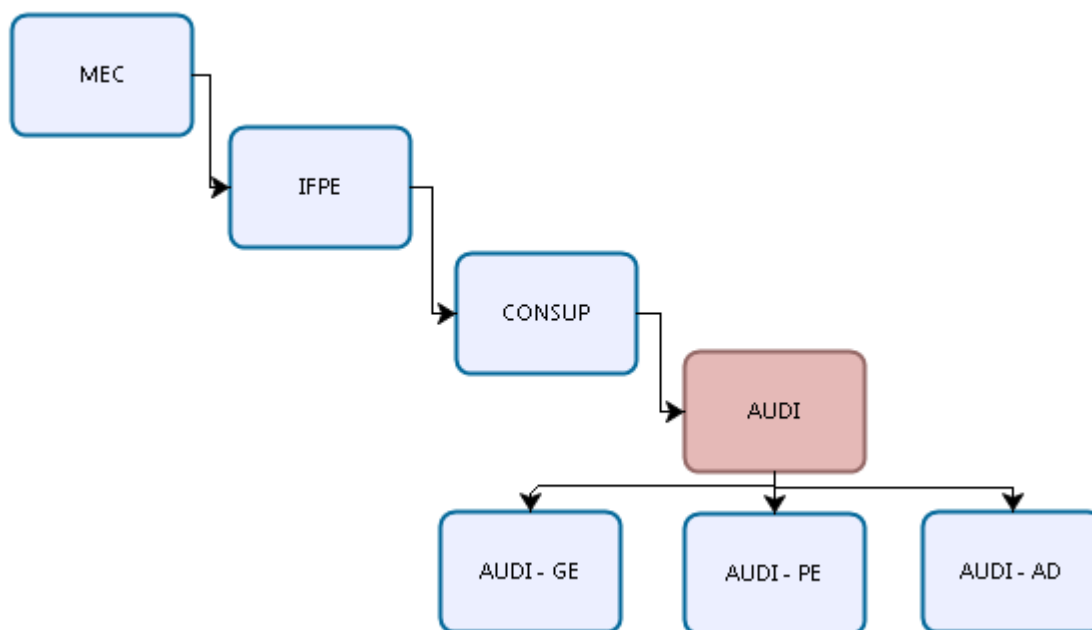 MEC
IFPE
CONSUP
AUDI
AUDI - GE
AUDI - PE
AUDI - AD